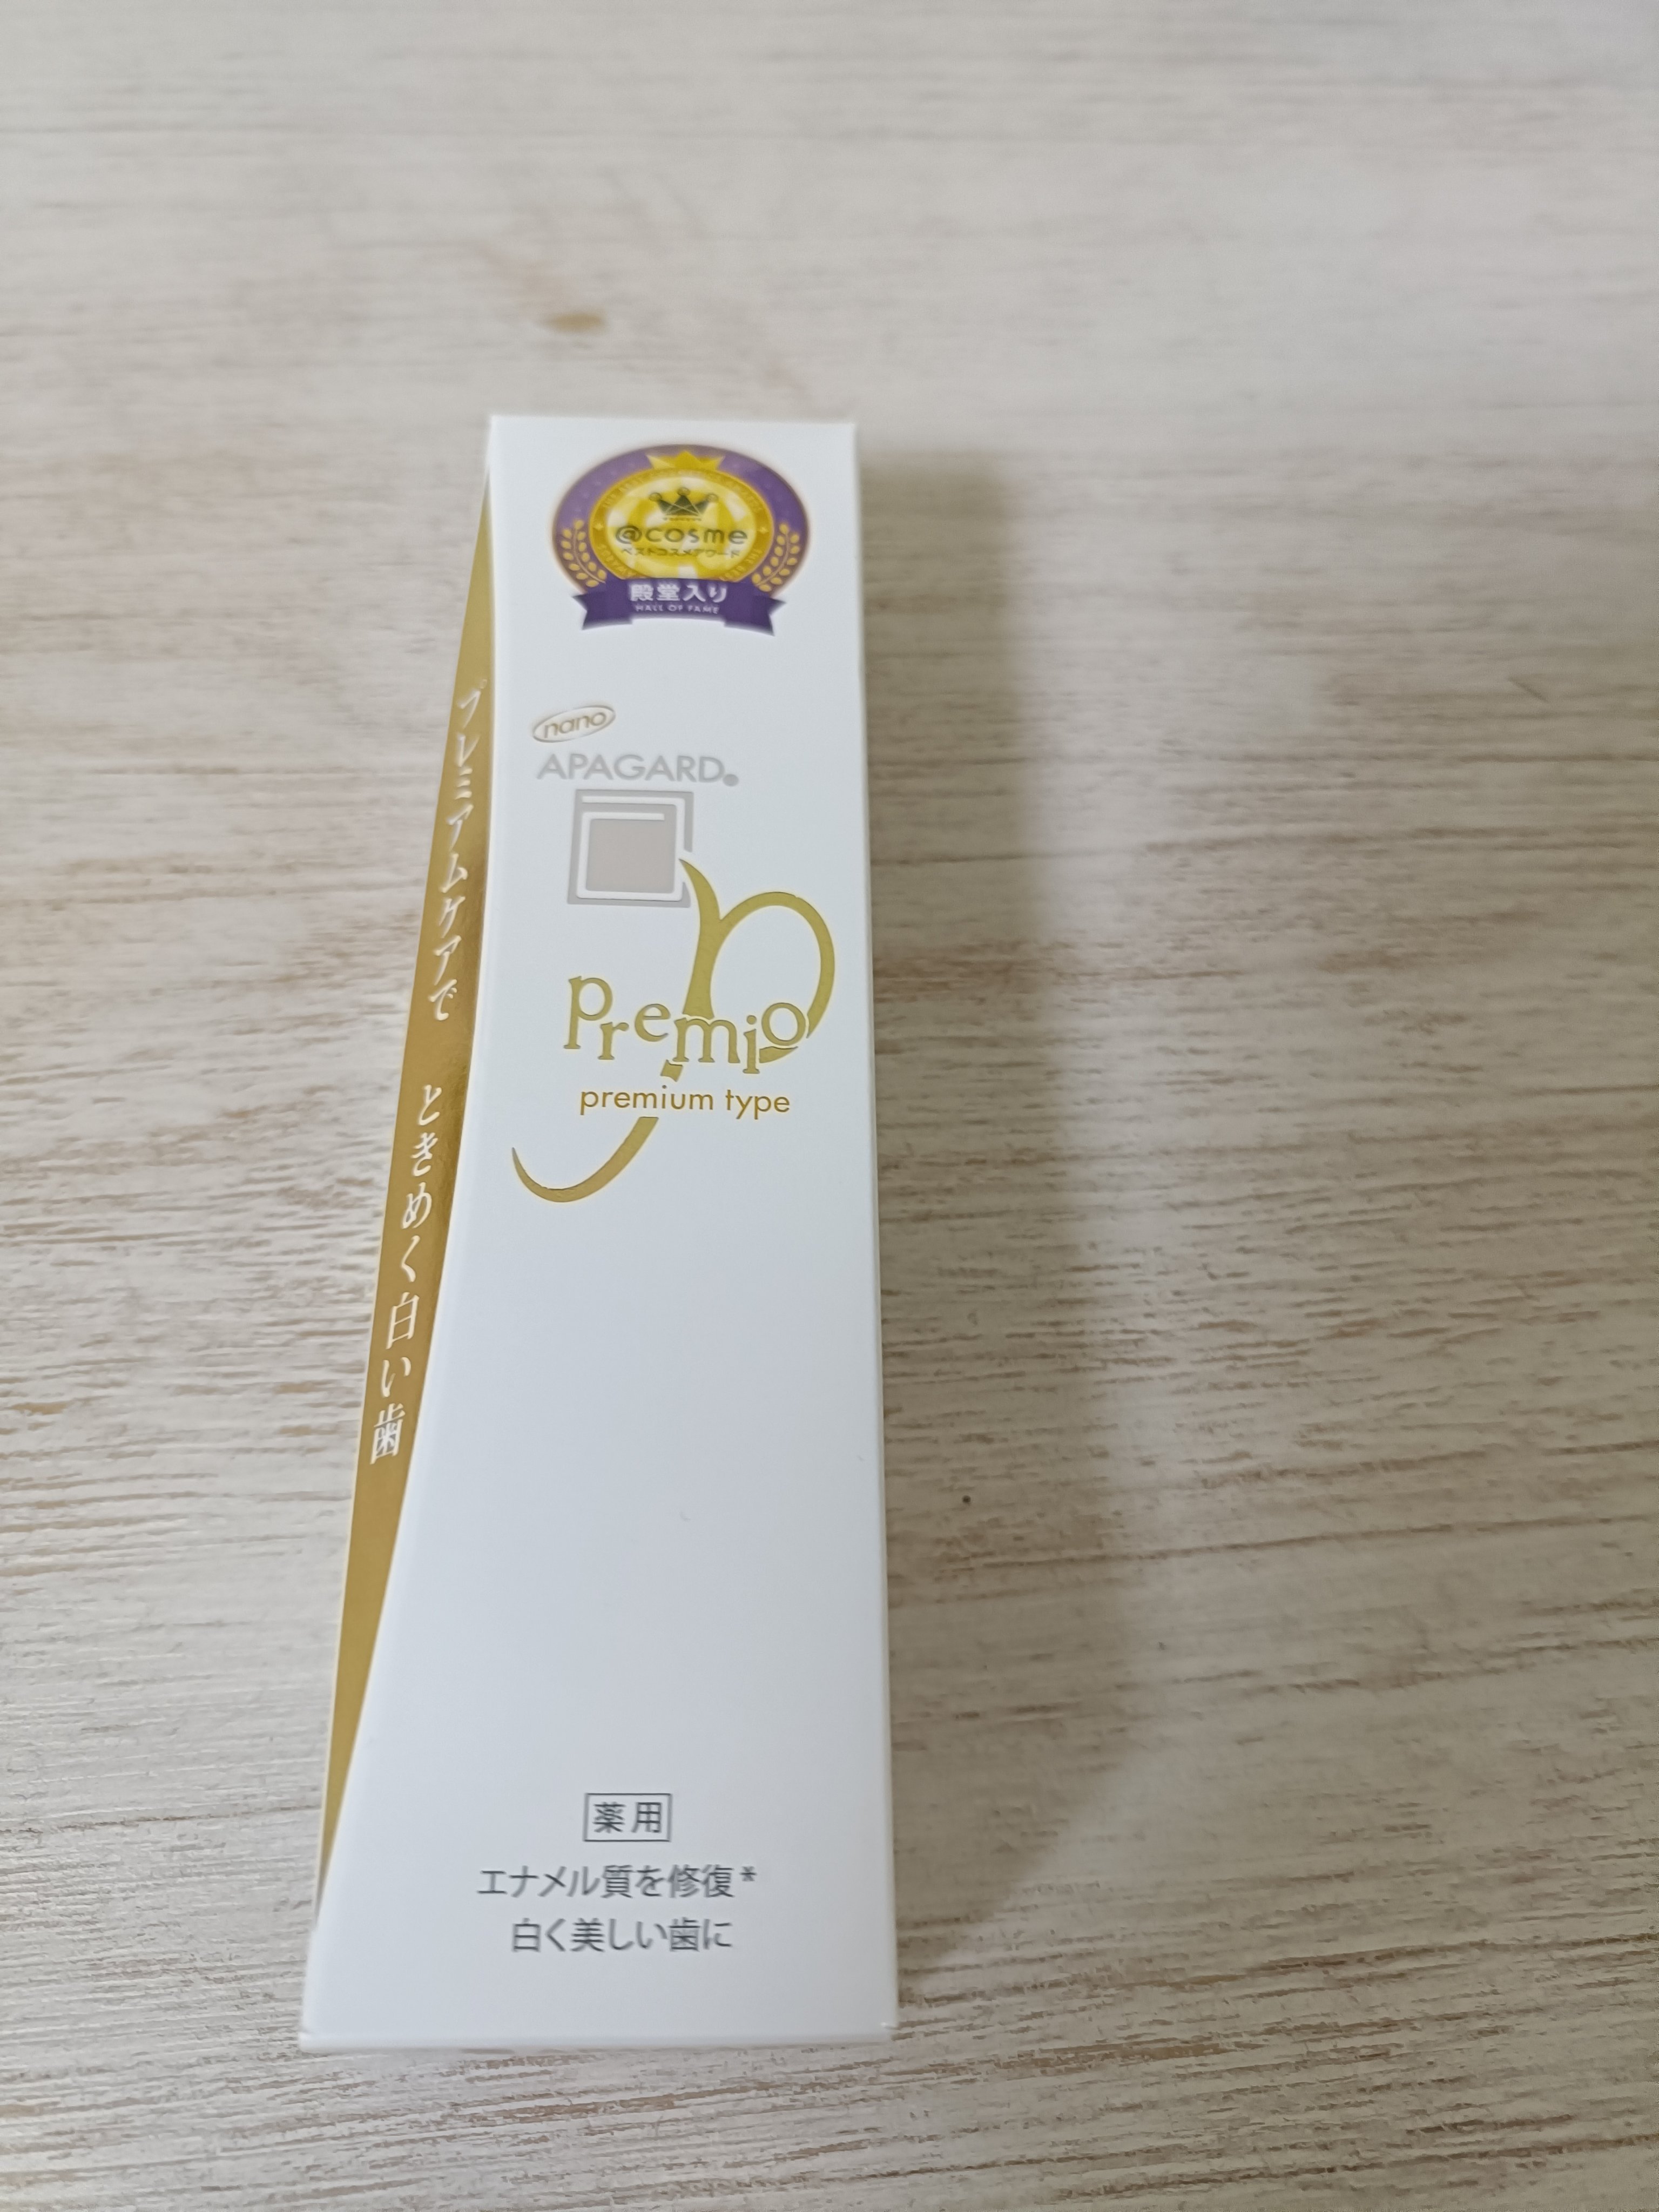 @cosme
ベストコスメアワード
殿堂入り
HALL OF FAME
nano
APAGARD®
Premio
premium type
プレミアムケアで ときめく白い歯
薬用
エナメル質を修復*
白く美しい歯に